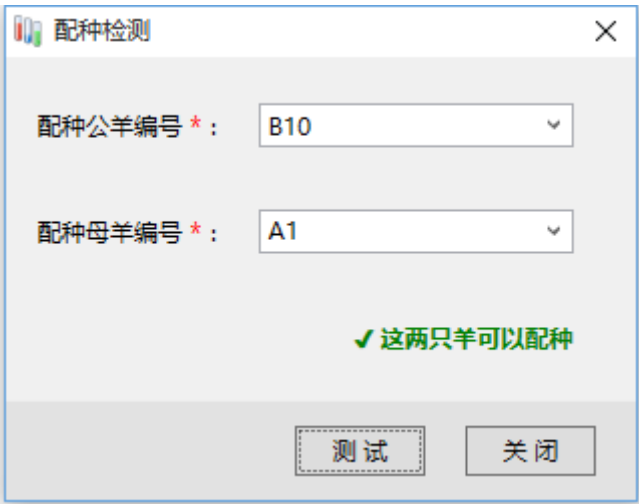 配种检测
配种公羊编号 * : B10
配种母羊编号 * : A1
✓ 这两只羊可以配种
测 试 关 闭